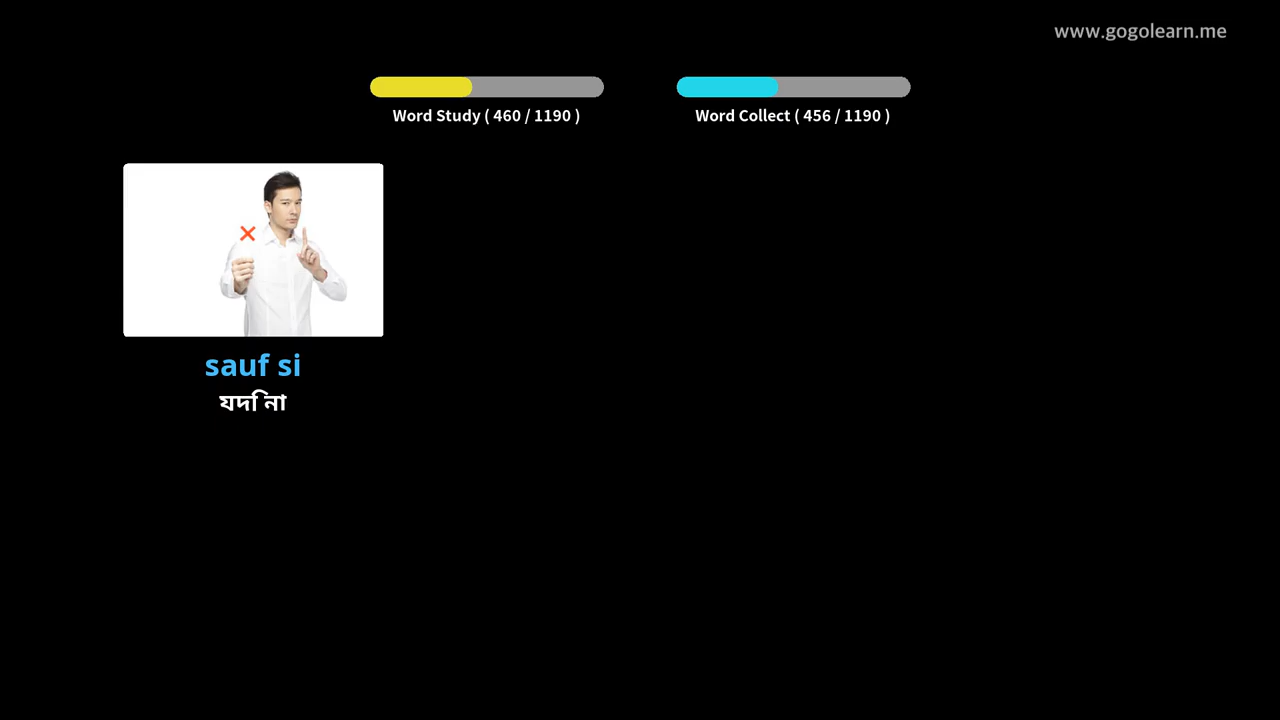 www.gogolearn.me
Word Study ( 460 / 1190 )
Word Collect ( 456 / 1190 )
sauf si
যদি না